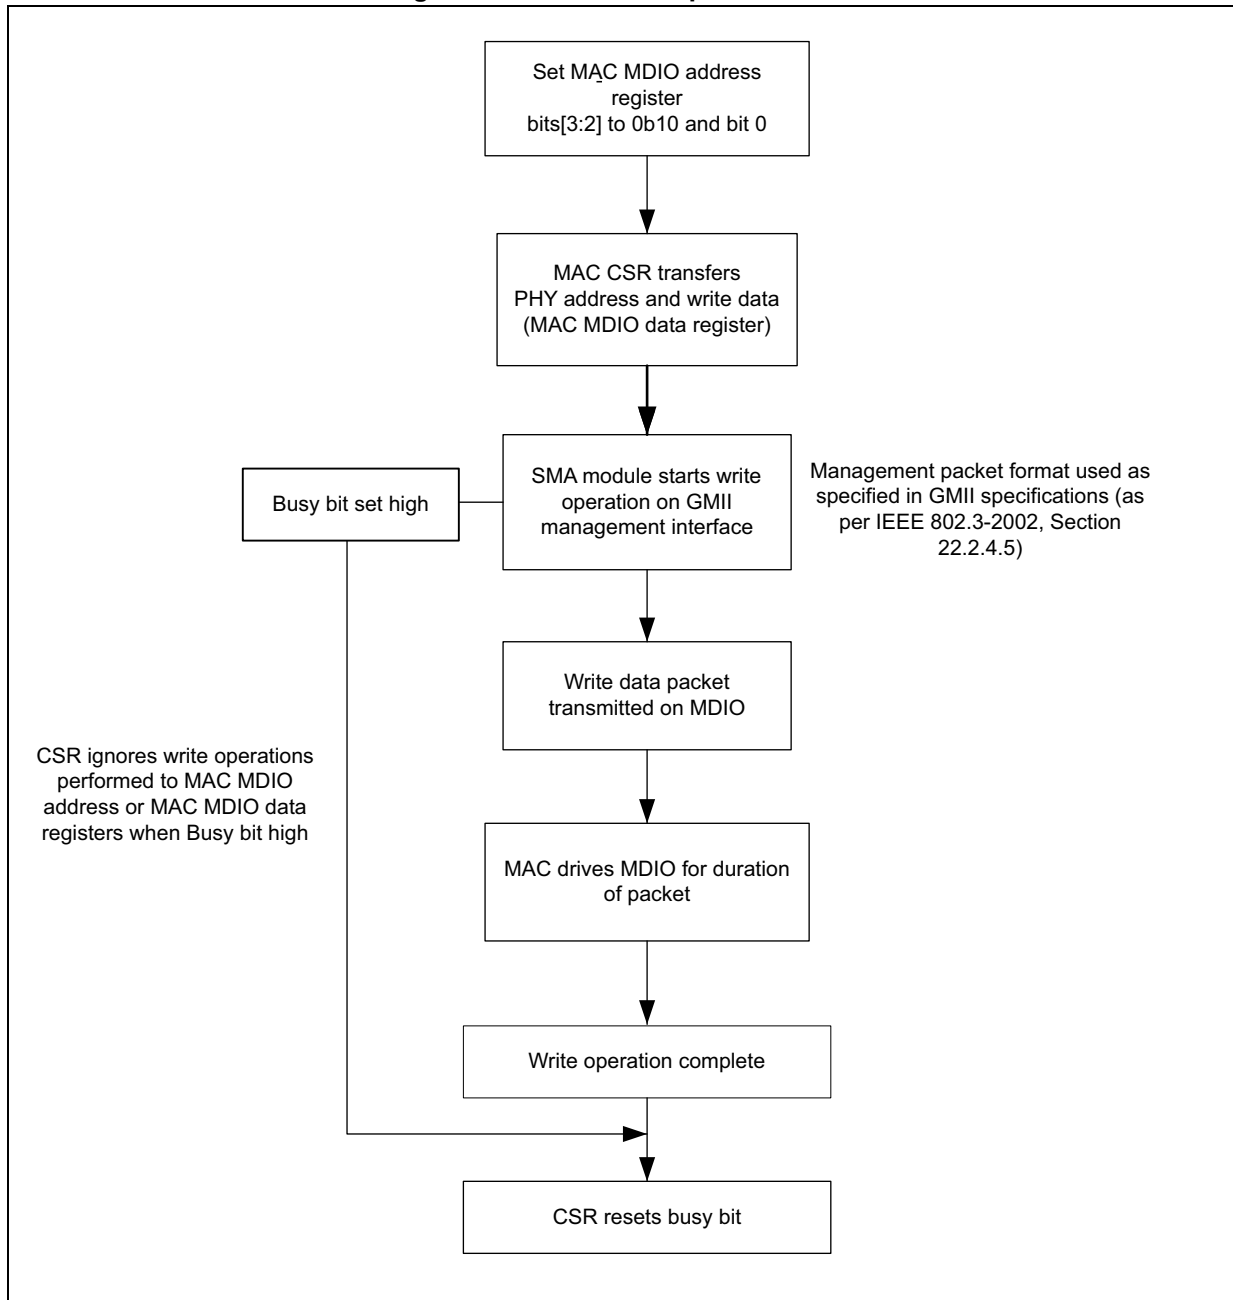 Set MAC MDIO address
register
bits[3:2] to 0b10 and bit 0
MAC CSR transfers
PHY address and write data
(MAC MDIO data register)
Busy bit set high
SMA module starts write
operation on GMII
management interface
Management packet format used as
specified in GMII specifications (as
per IEEE 802.3-2002, Section
22.2.4.5)
Write data packet
transmitted on MDIO
CSR ignores write operations
performed to MAC MDIO
address or MAC MDIO data
registers when Busy bit high
MAC drives MDIO for duration
of packet
Write operation complete
CSR resets busy bit